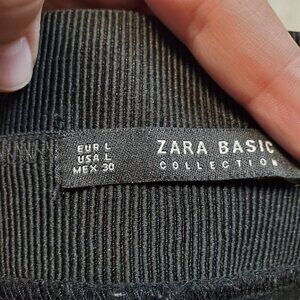 EUR L
USA L
MEX 30
ZARA BASIC
COLLECTION